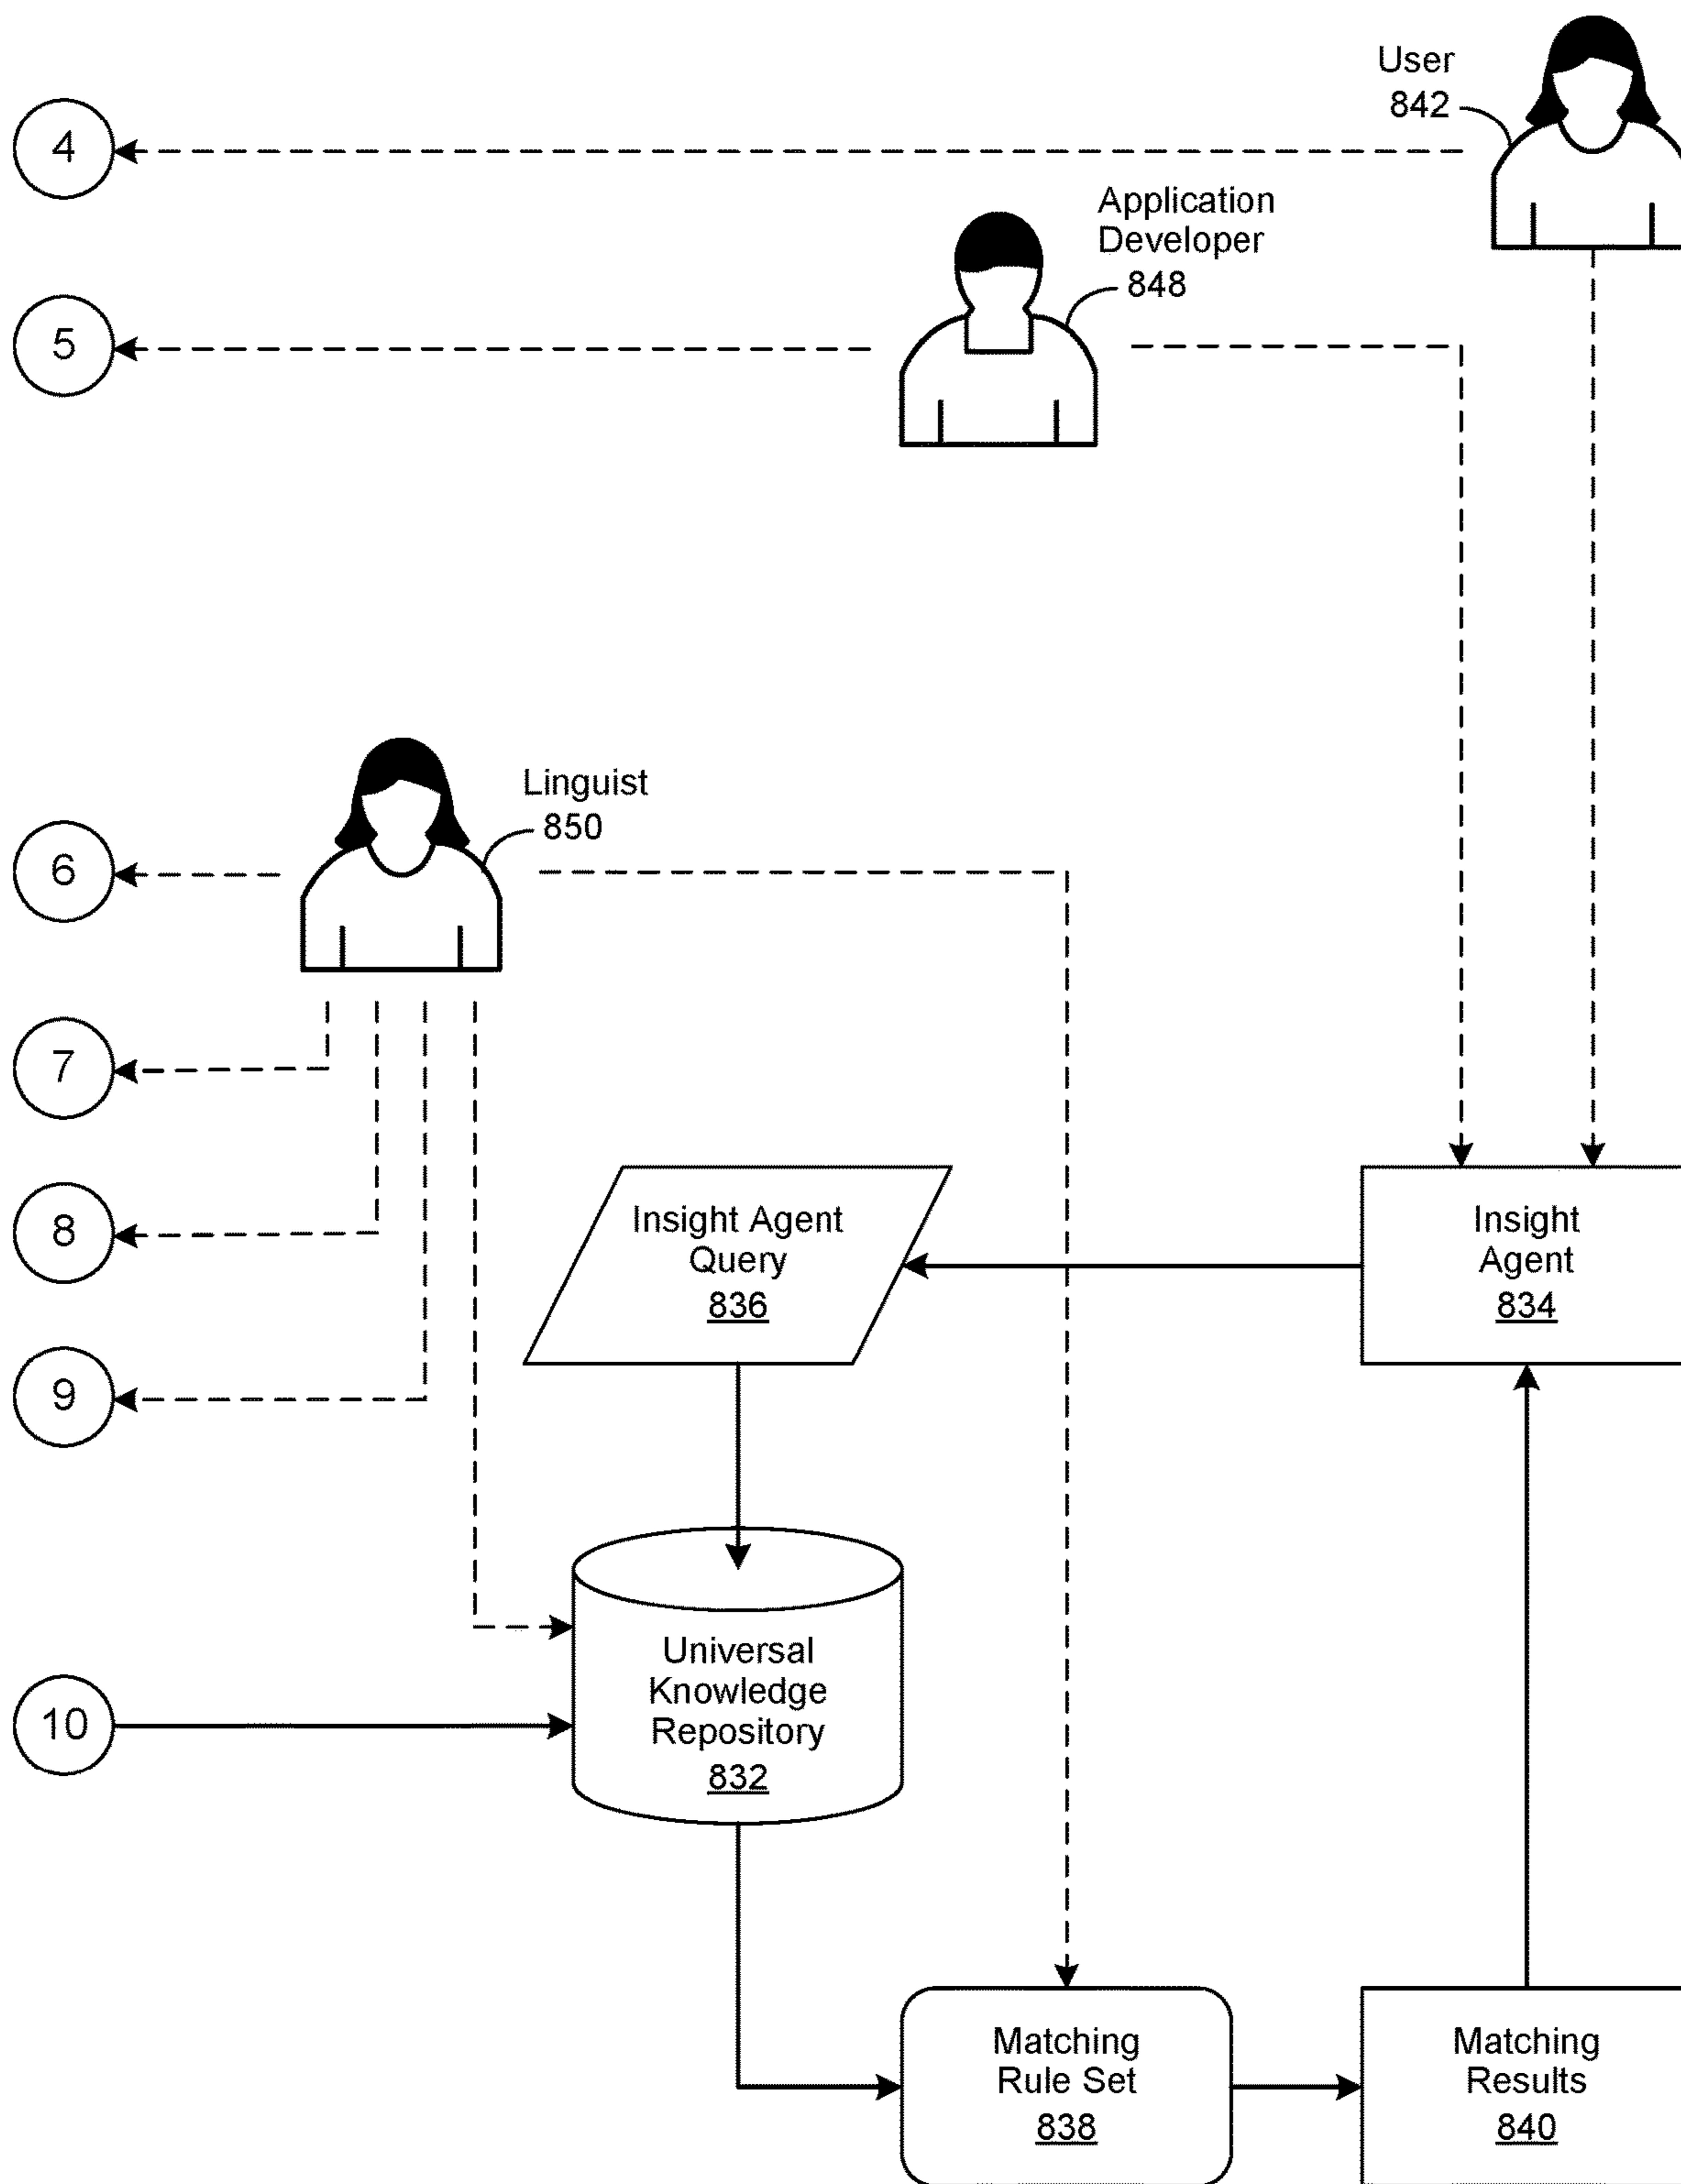 User
842
4
Application
Developer
848
5
Linguist
850
6
7
8
9
Insight Agent
Query
836
Insight
Agent
834
Universal
Knowledge
Repository
832
10
Matching
Rule Set
838
Matching
Results
840